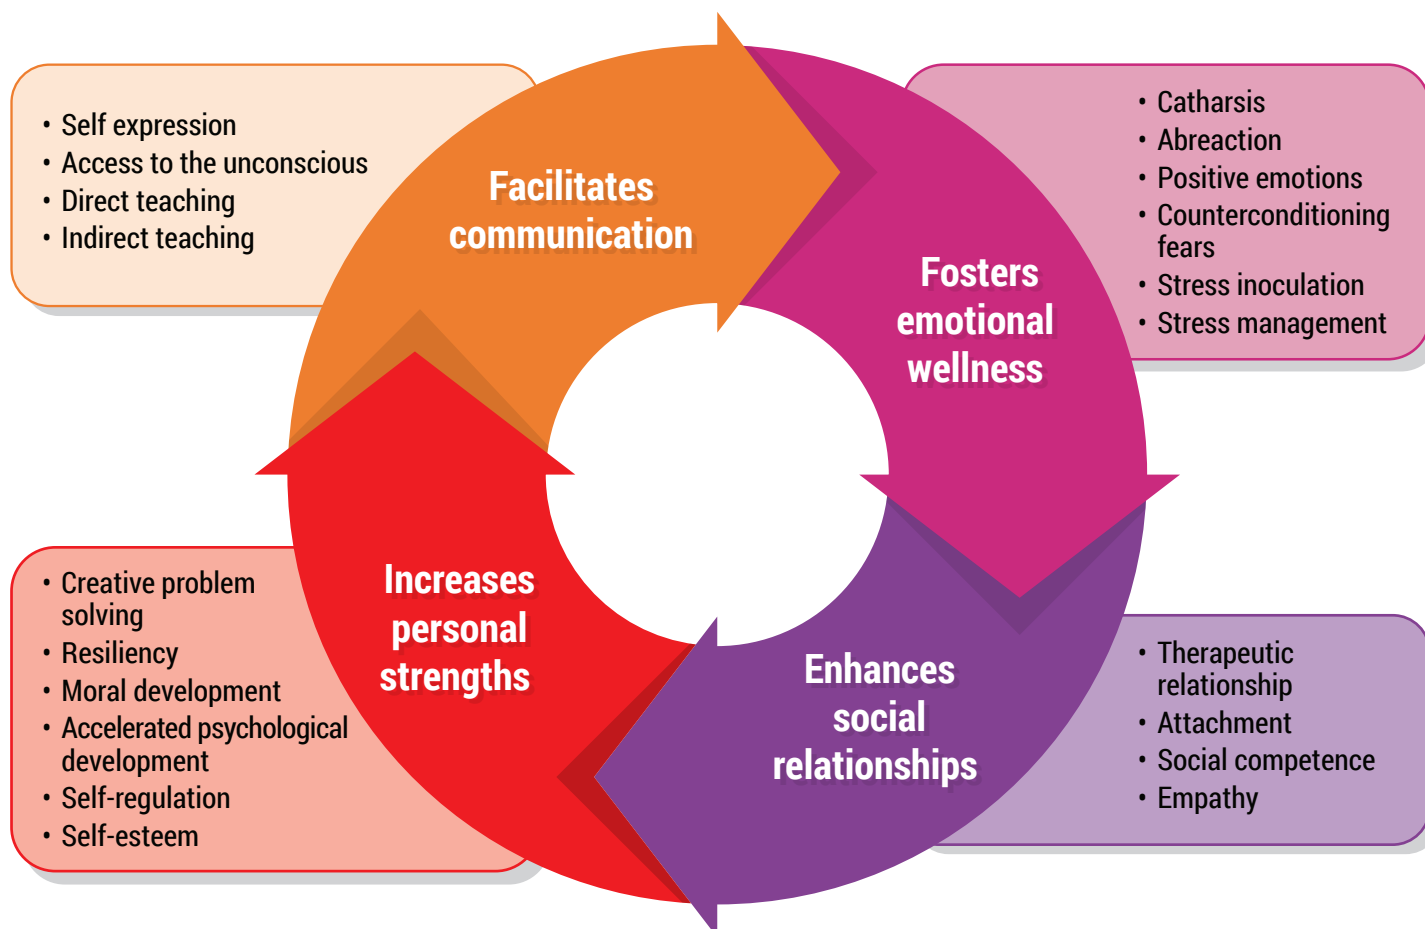 • Self expression
• Access to the unconscious
• Direct teaching
• Indirect teaching
Facilitates
communication
• Catharsis
• Abreaction
• Positive emotions
• Counterconditioning
fears
• Stress inoculation
• Stress management
Fosters
emotional
wellness
• Therapeutic
relationship
• Attachment
• Social competence
• Empathy
Enhances
social
relationships
• Creative problem
solving
• Resiliency
• Moral development
• Accelerated psychological
development
• Self-regulation
• Self-esteem
Increases
personal
strengths